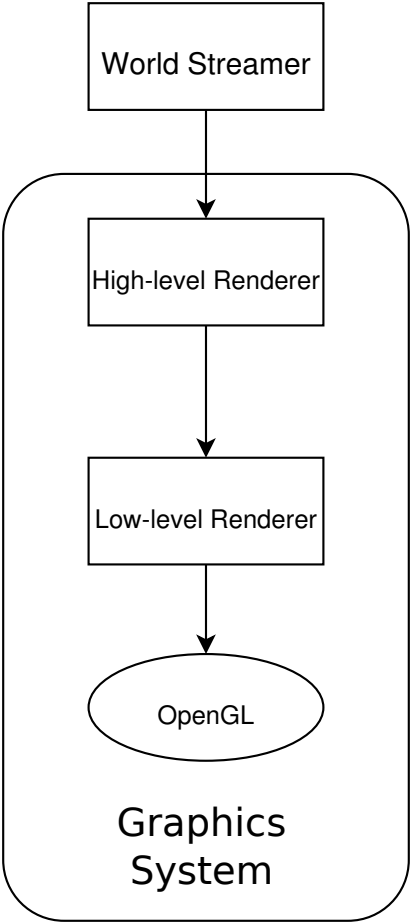 World Streamer
High-level Renderer
Low-level Renderer
OpenGL
Graphics
System